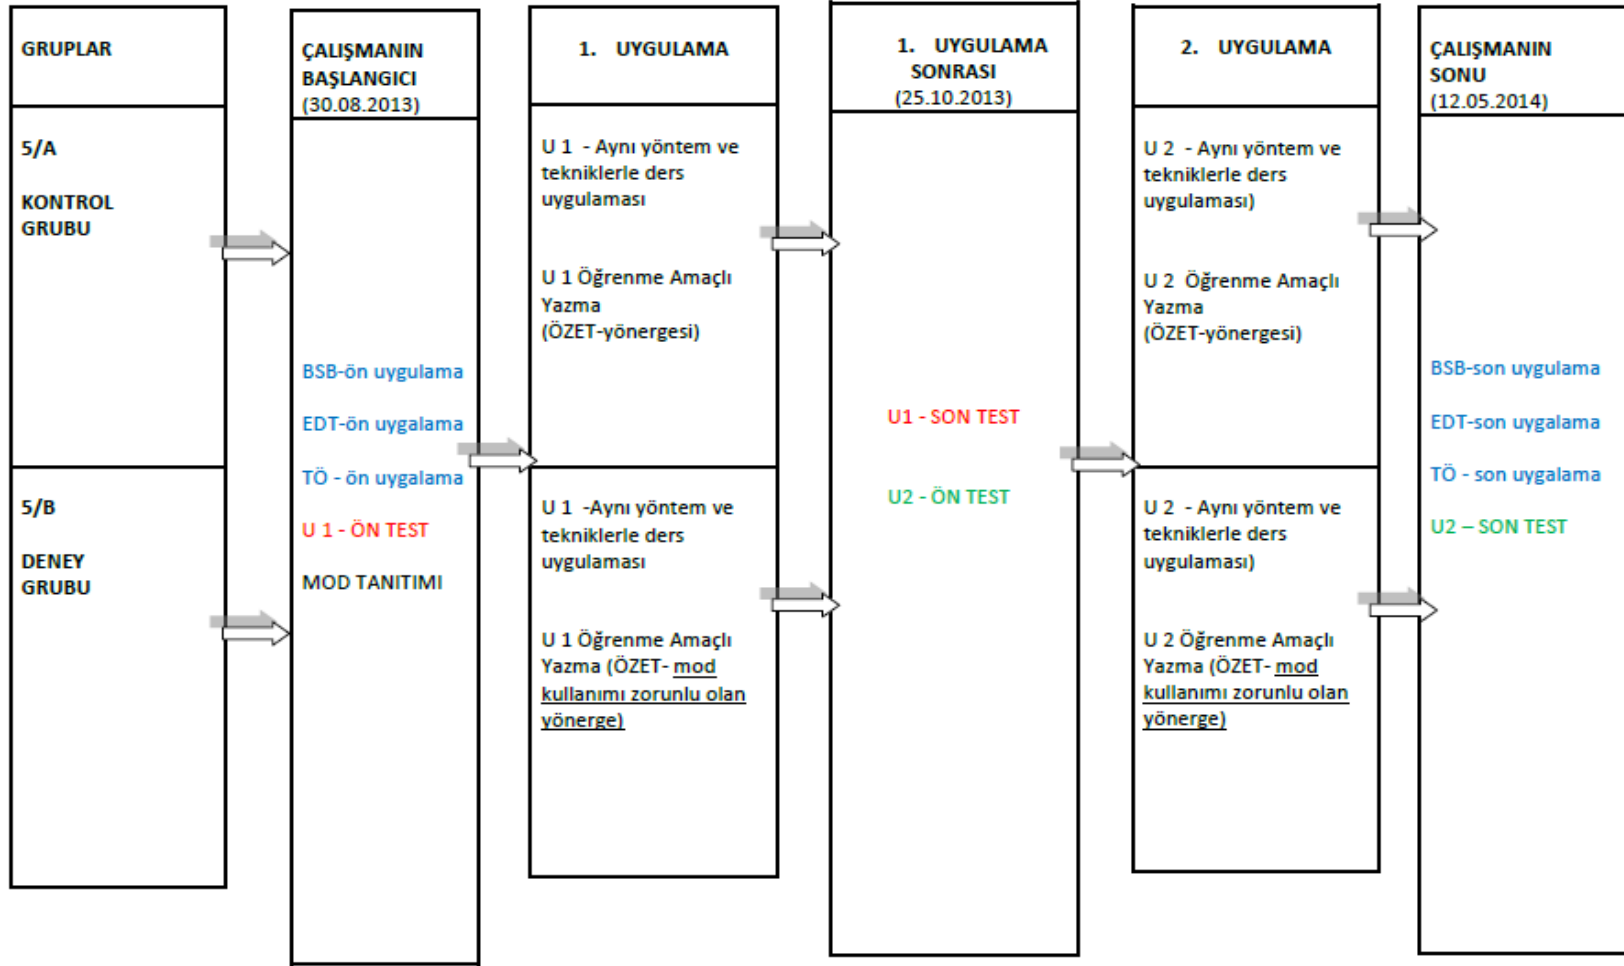 GRUPLAR
5/A
KONTROL
GRUBU
5/B
DENEY
GRUBU
ÇALIŞMANIN
BAŞLANGICI
(30.08.2013)
BSB-ön uygulama
EDT-ön uygalama
TÖ - ön uygalama
U 1 - ÖN TEST
MOD TANITIMI
1. UYGULAMA
U 1 - Aynı yöntem ve
tekniklerle ders
uygulaması
U 1 Öğrenme Amaçlı
Yazma
(ÖZET-yönergesi)
U 1 -Aynı yöntem ve
tekniklerle ders
uygulaması
U 1 Öğrenme Amaçlı
Yazma (ÖZET- mod
kullanımı zorunlu olan
yönerge)
1. UYGULAMA
SONRASI
(25.10.2013)
U1 - SON TEST
U2 - ÖN TEST
2. UYGULAMA
U 2 - Aynı yöntem ve
tekniklerle ders
uygulaması)
U 2 Öğrenme Amaçlı
Yazma
(ÖZET-yönergesi)
U 2 - Aynı yöntem ve
tekniklerle ders
uygulaması)
U 2 Öğrenme Amaçlı
Yazma (ÖZET- mod
kullanımı zorunlu olan
yönerge)
ÇALIŞMANIN
SONU
(12.05.2014)
BSB-son uygulama
EDT-son uygalama
TÖ - son uygalama
U2 – SON TEST